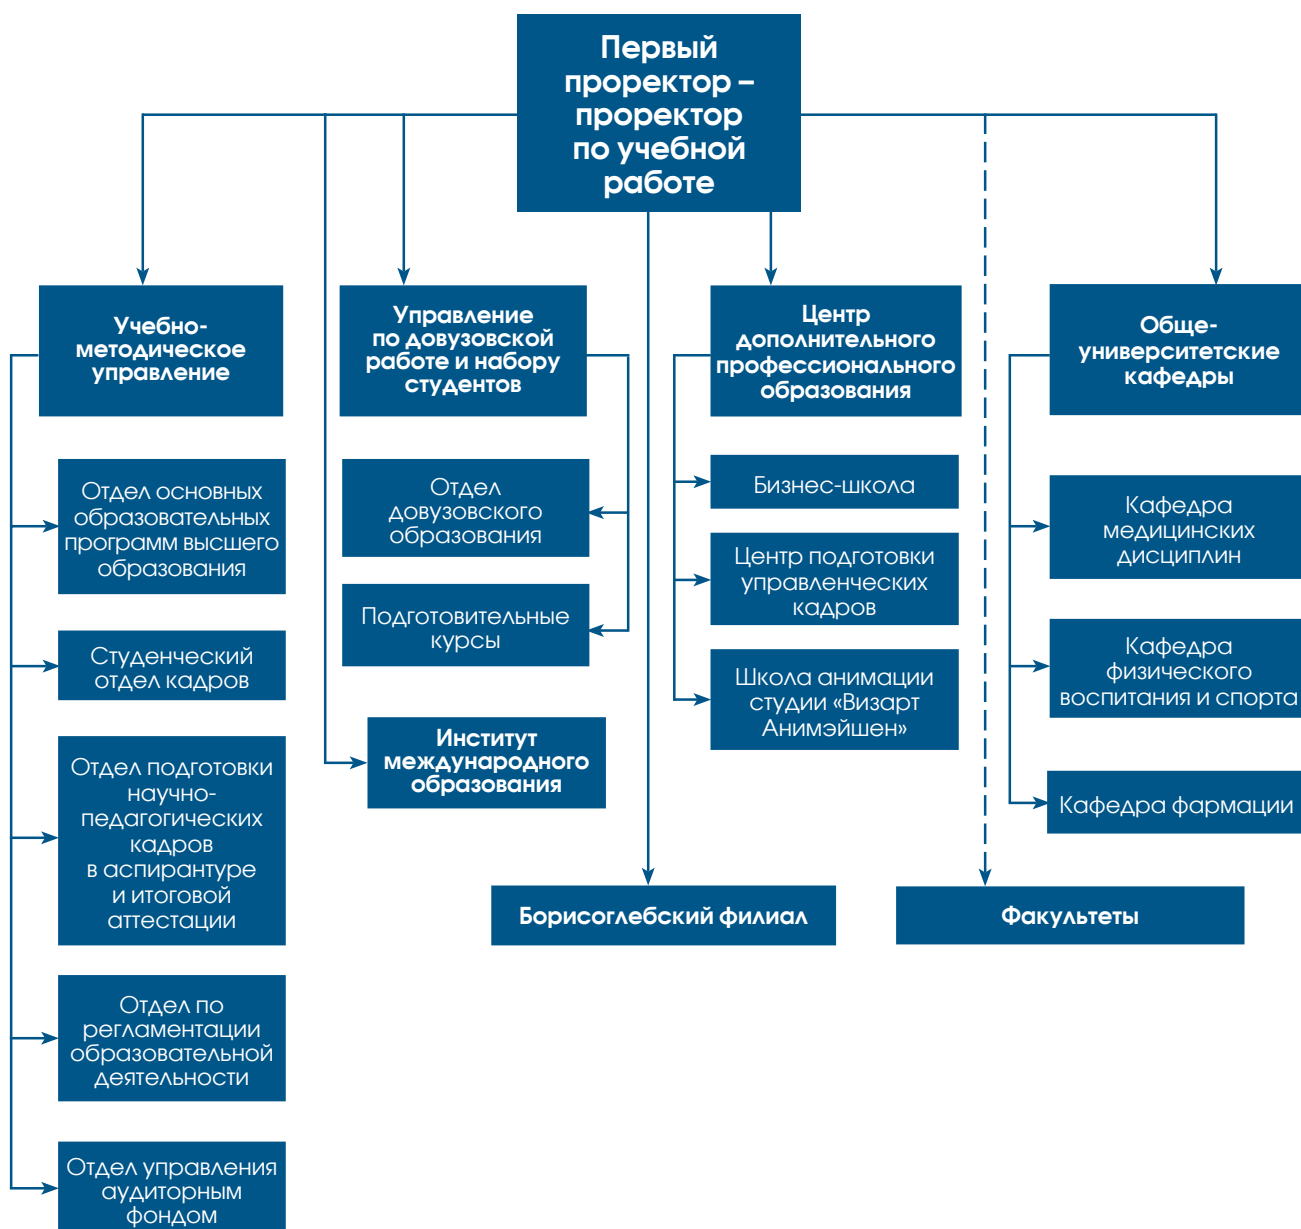 Первый
проректор –
проректор
по учебной
работе
Учебно-
методическое
управление
Управление
по довузовской
работе и набору
студентов
Центр
дополнительного
профессионального
образования
Обще-
университетские
кафедры
Отдел основных
образовательных
программ высшего
образования
Студенческий
отдел кадров
Отдел подготовки
научно-
педагогических
кадров
в аспирантуре
и итоговой
аттестации
Отдел по
регламентации
образовательной
деятельности
Отдел управления
аудиторным
фондом
Отдел
довузовского
образования
Подготовительные
курсы
Институт
международного
образования
Бизнес-школа
Центр подготовки
управленческих
кадров
Школа анимации
студии «Визарт
Анимэйшен»
Кафедра
медицинских
дисциплин
Кафедра
физического
воспитания и спорта
Кафедра фармации
Борисоглебский филиал
Факультеты